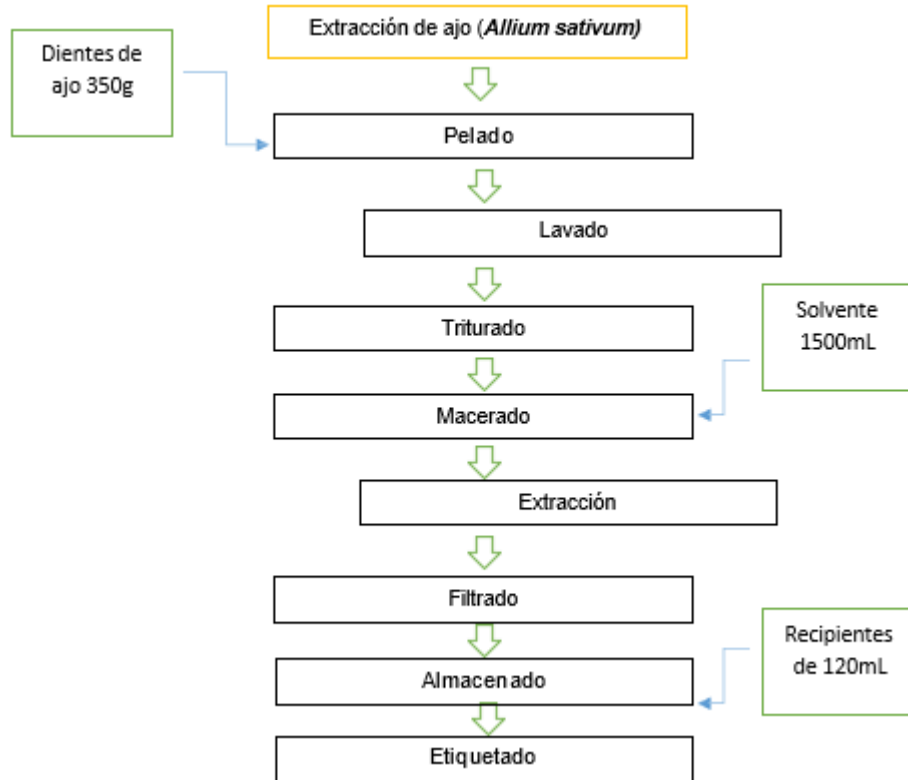 Extracción de ajo (Allium sativum)
Dientes de
ajo 350g
Pelado
Lavado
Triturado
Solvente
1500mL
Macerado
Extracción
Filtrado
Recipientes
de 120mL
Almacenado
Etiquetado